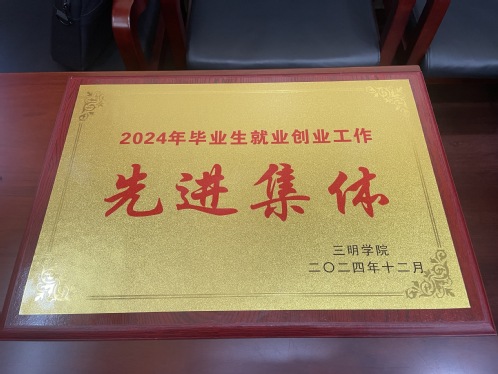 2024年毕业生就业创业工作
先进集体
三明学院
二〇二四年十二月